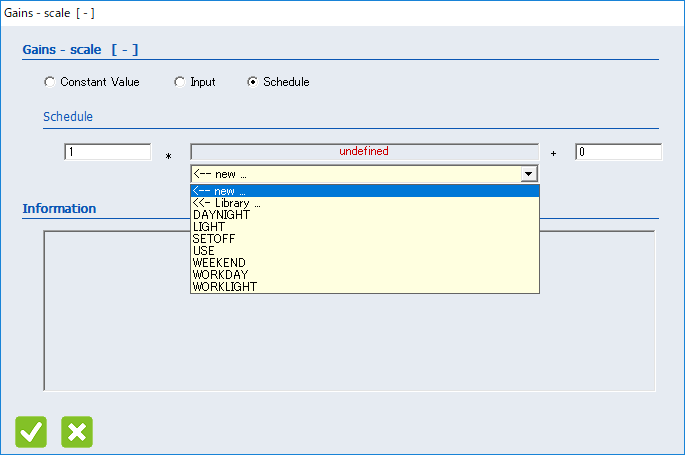 Gains - scale [ - ]
Gains - scale [ - ]
Constant Value Input Schedule
Schedule
1 * undefined + 0
<-- new ...
<-- new ...
<<- Library ...
DAYNIGHT
LIGHT
SETOFF
USE
WEEKEND
WORKDAY
WORKLIGHT
Information